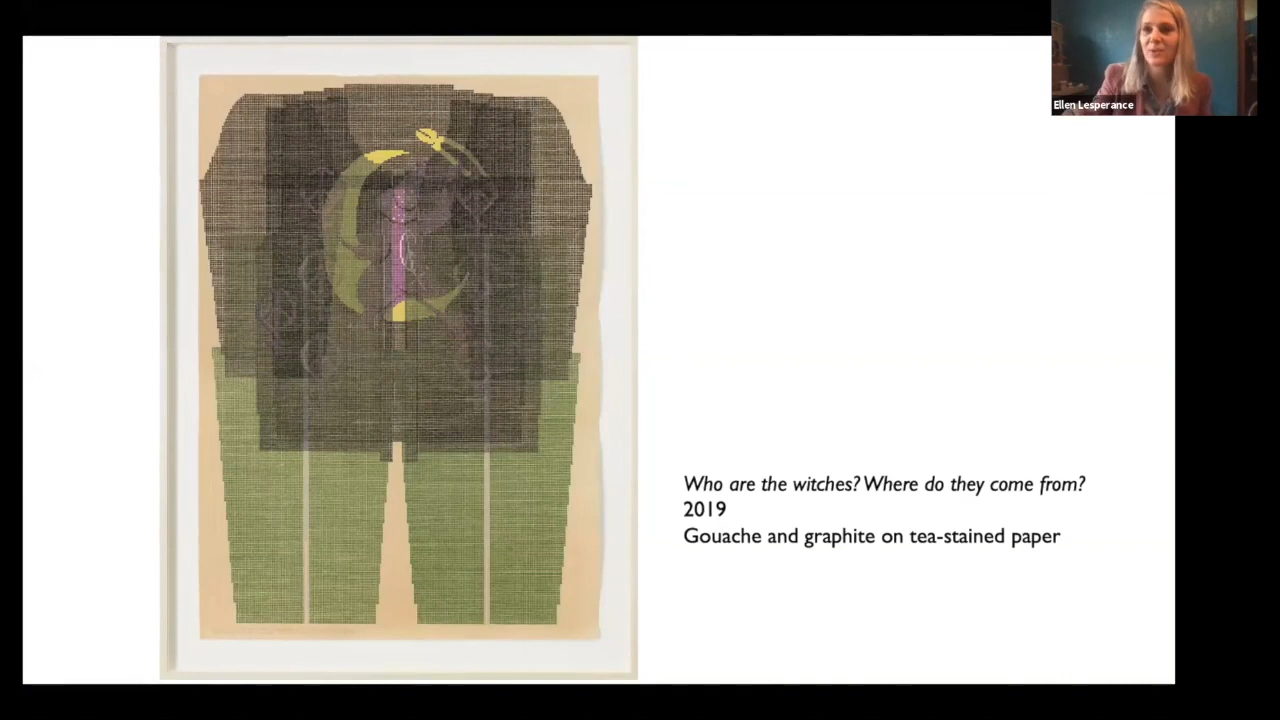 Ellen Lesperance
Who are the witches? Where do they come from?
2019
Gouache and graphite on tea-stained paper